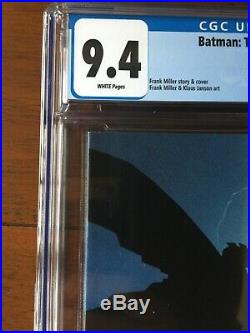 CGC U
9.4
WHITE Pages
Batman: T
Frank Miller story & cover
Frank Miller & Klaus Janson art